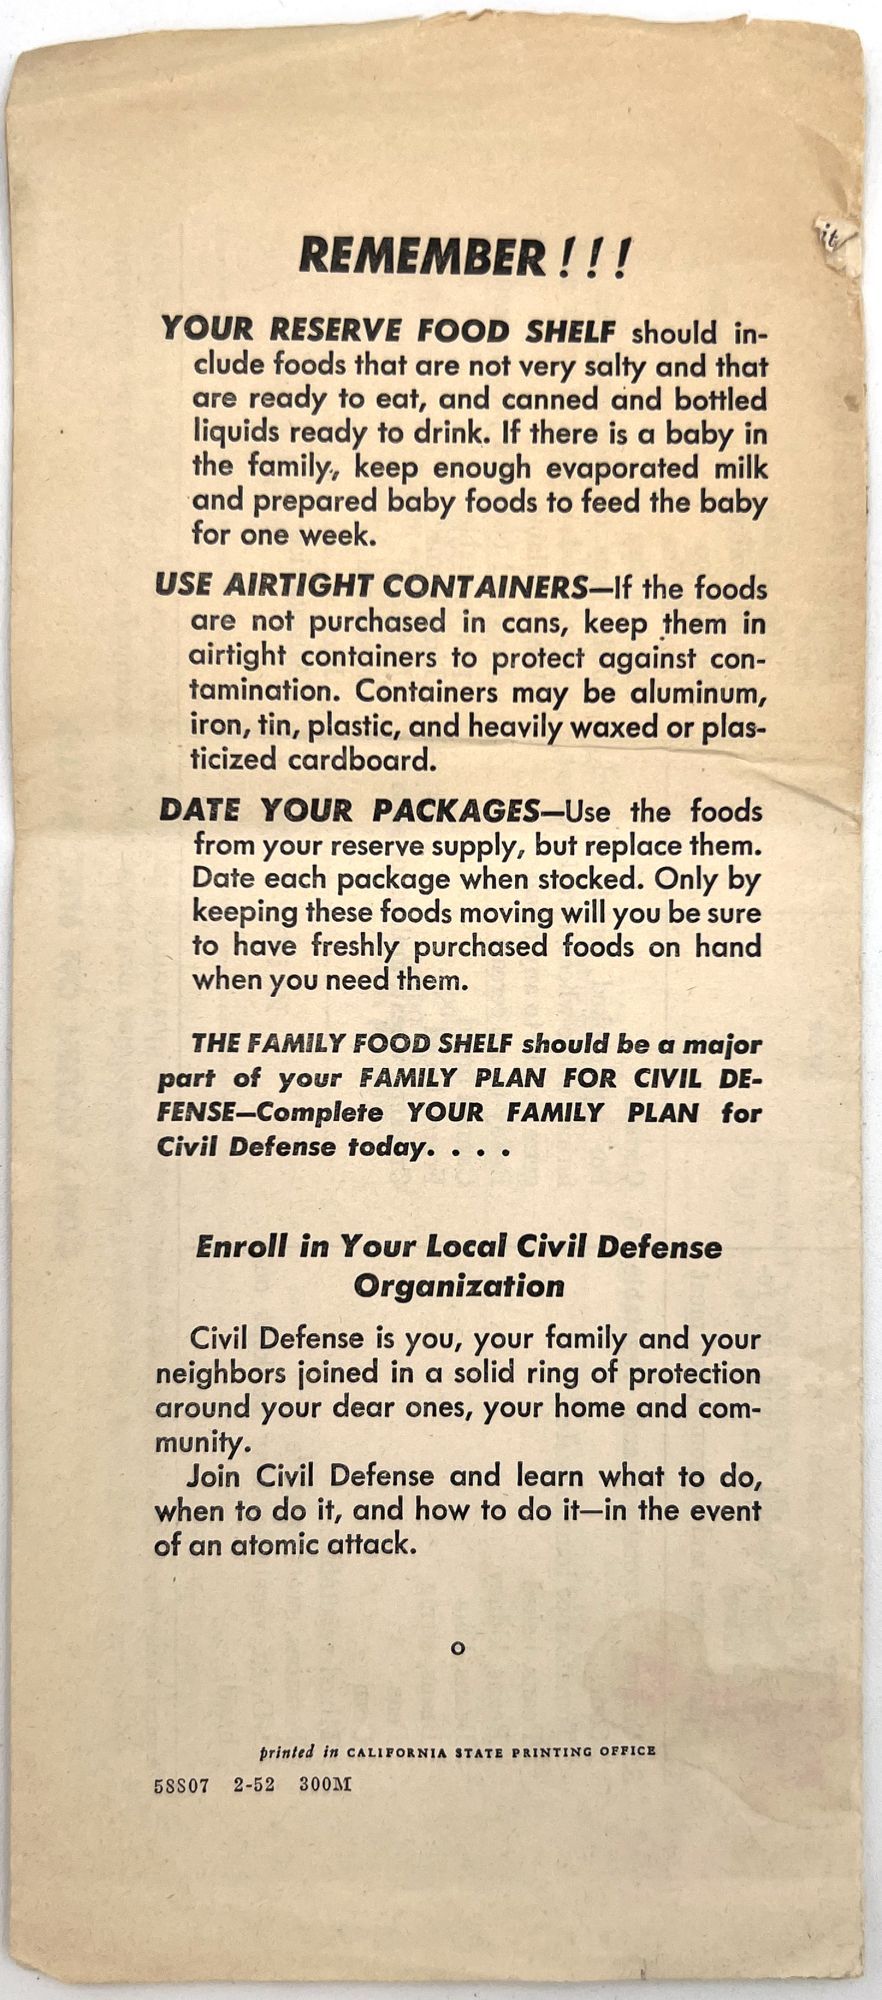 REMEMBER!!!
it
YOUR RESERVE FOOD SHELF should in-
clude foods that are not very salty and that
are ready to eat, and canned and bottled
liquids ready to drink. If there is a baby in
the family, keep enough evaporated milk
and prepared baby foods to feed the baby
for one week.
USE AIRTIGHT CONTAINERS—If the foods
are not purchased in cans, keep them in
airtight containers to protect against con-
tamination. Containers may be aluminum,
iron, tin, plastic, and heavily waxed or plas-
ticized cardboard.
DATE YOUR PACKAGES—Use the foods
from your reserve supply, but replace them.
Date each package when stocked. Only by
keeping these foods moving will you be sure
to have freshly purchased foods on hand
when you need them.
THE FAMILY FOOD SHELF should be a major
part of your FAMILY PLAN FOR CIVIL DE-
FENSE—Complete YOUR FAMILY PLAN for
Civil Defense today. . . .
Enroll in Your Local Civil Defense
Organization
Civil Defense is you, your family and your
neighbors joined in a solid ring of protection
around your dear ones, your home and com-
munity.
Join Civil Defense and learn what to do,
when to do it, and how to do it—in the event
of an atomic attack.
o
printed in CALIFORNIA STATE PRINTING OFFICE
58807 2-52 300M